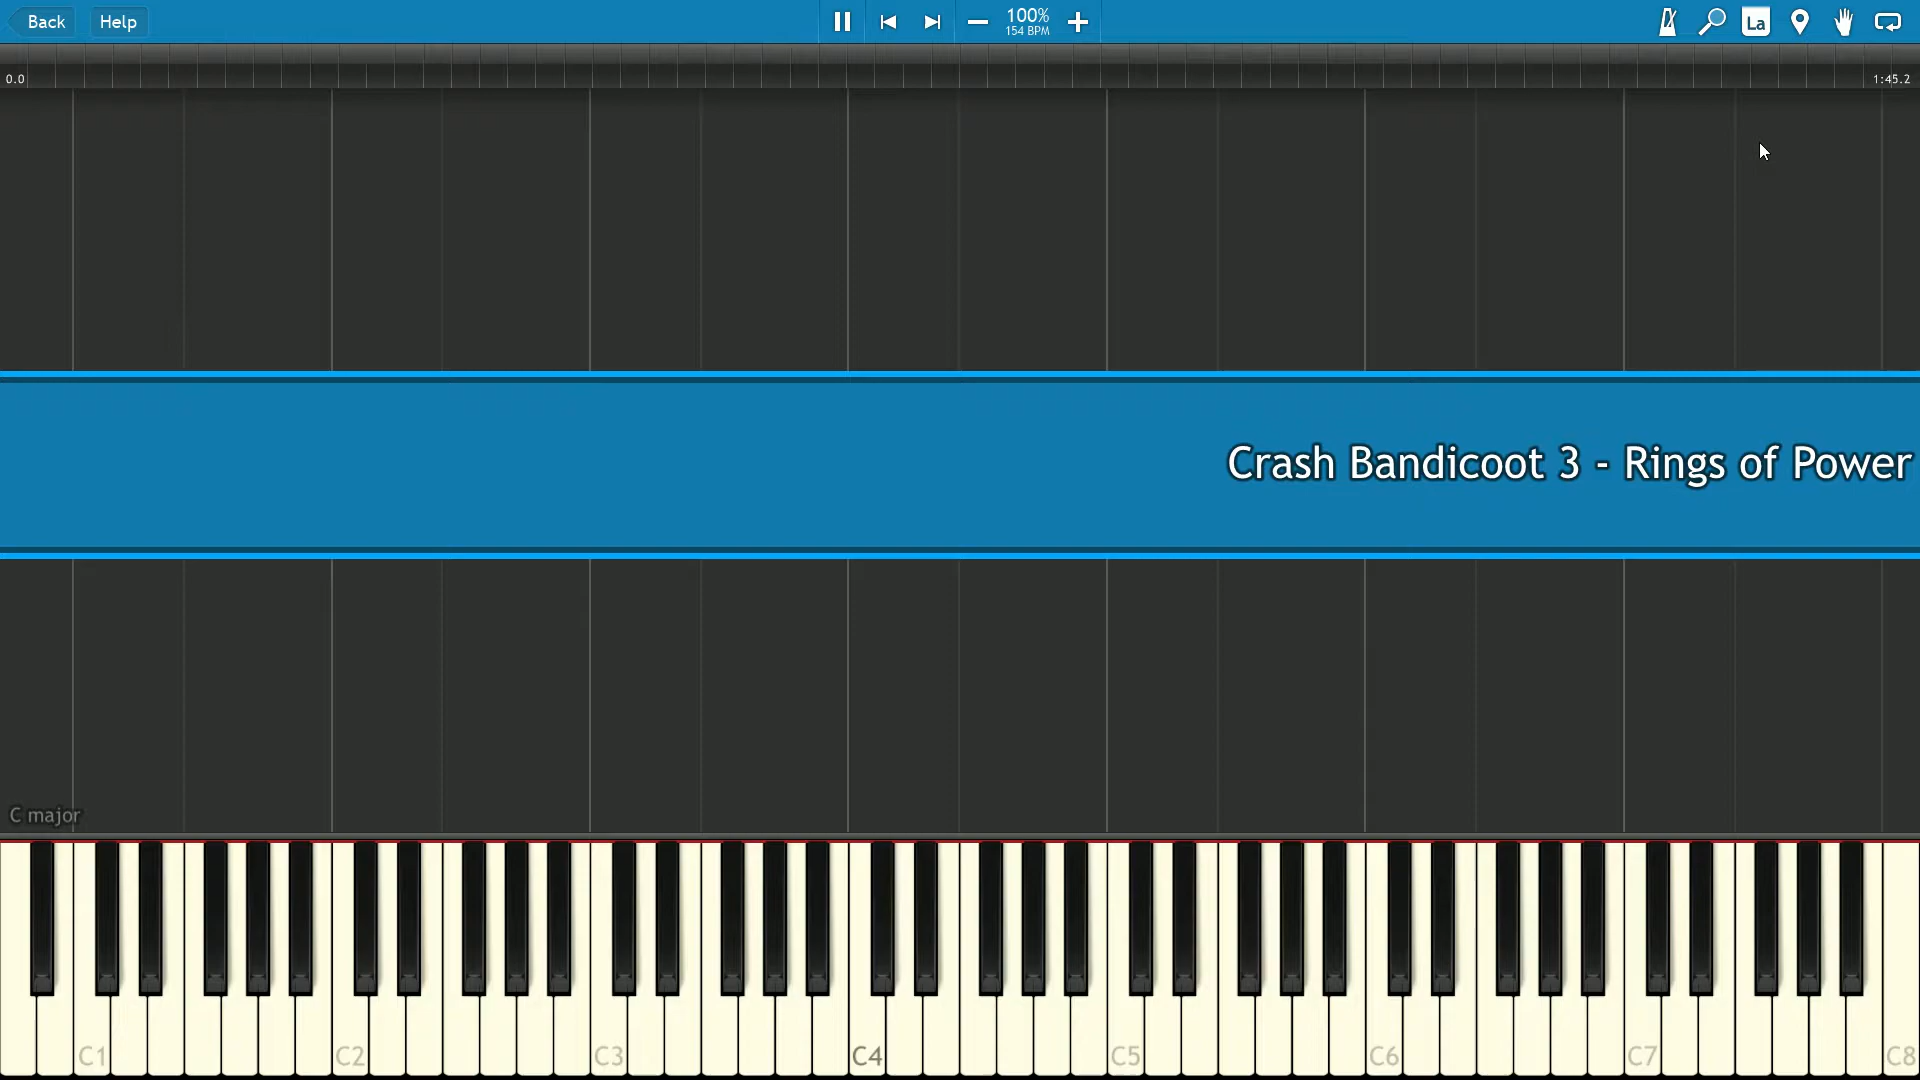 Back
Help
100%
154 BPM
La
0.0
1:45.2
Crash Bandicoot 3 - Rings of Power
C major
C1
C2
C3
C4
C5
C6
C7
C8